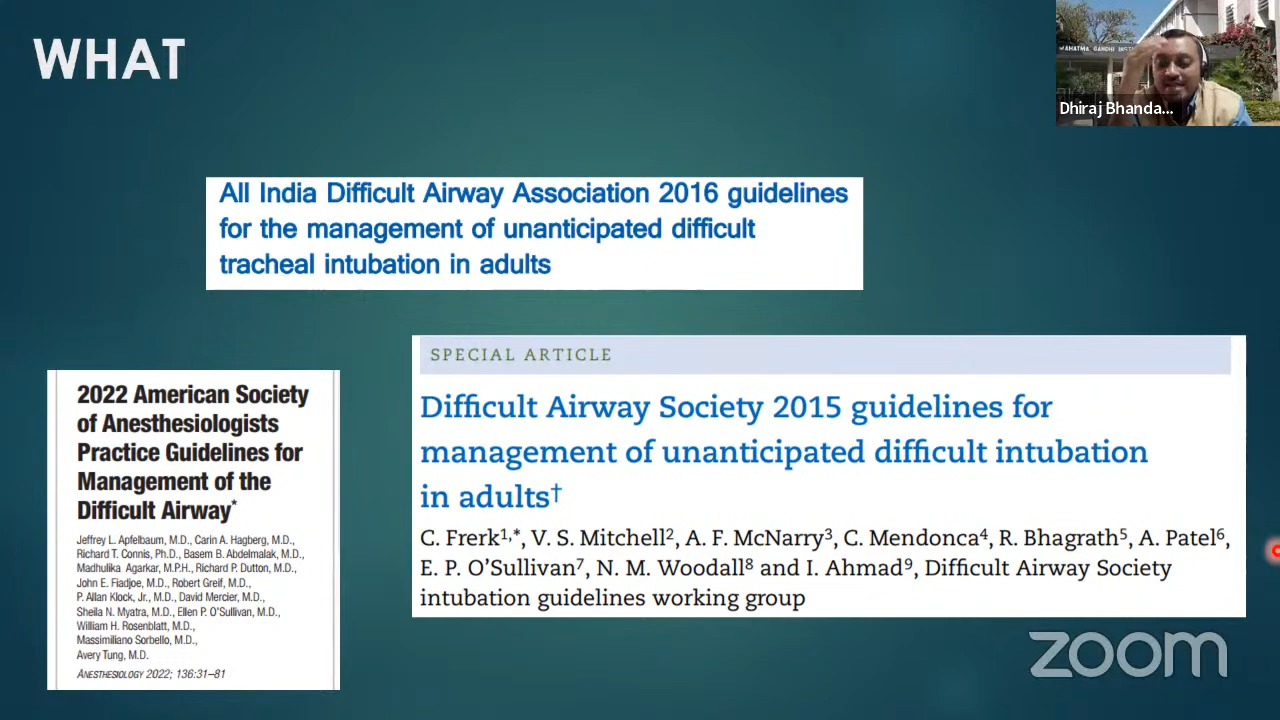 WHAT
MAHATMA GANDHI
Dhiraj Bhanda...
All India Difficult Airway Association 2016 guidelines
for the management of unanticipated difficult
tracheal intubation in adults
2022 American Society
of Anesthesiologists
Practice Guidelines for
Management of the
Difficult Airway*
Jeffrey L. Apfelbaum, M.D., Carin A. Hagberg, M.D.,
Richard T. Connis, Ph.D., Basem B. Abdelmalak, M.D.,
Madhulika Agarkar, M.P.H., Richard P. Dutton, M.D.,
John E. Fiadjoe, M.D., Robert Greif, M.D.,
P. Allan Klock, Jr., M.D., David Mercier, M.D.,
Sheila N. Myatra, M.D., Ellen P. O'Sullivan, M.D.,
William H. Rosenblatt, M.D.,
Massimiliano Sorbello, M.D.,
Avery Tung, M.D.
ANESTHESIOLOGY 2022; 136:31–81
SPECIAL ARTICLE
Difficult Airway Society 2015 guidelines for
management of unanticipated difficult intubation
in adults†
C. Frerk1,*, V. S. Mitchell2, A. F. McNarry3, C. Mendonca4, R. Bhagrath5, A. Patel6,
E. P. O'Sullivan7, N. M. Woodall8 and I. Ahmad9, Difficult Airway Society
intubation guidelines working group
zoom